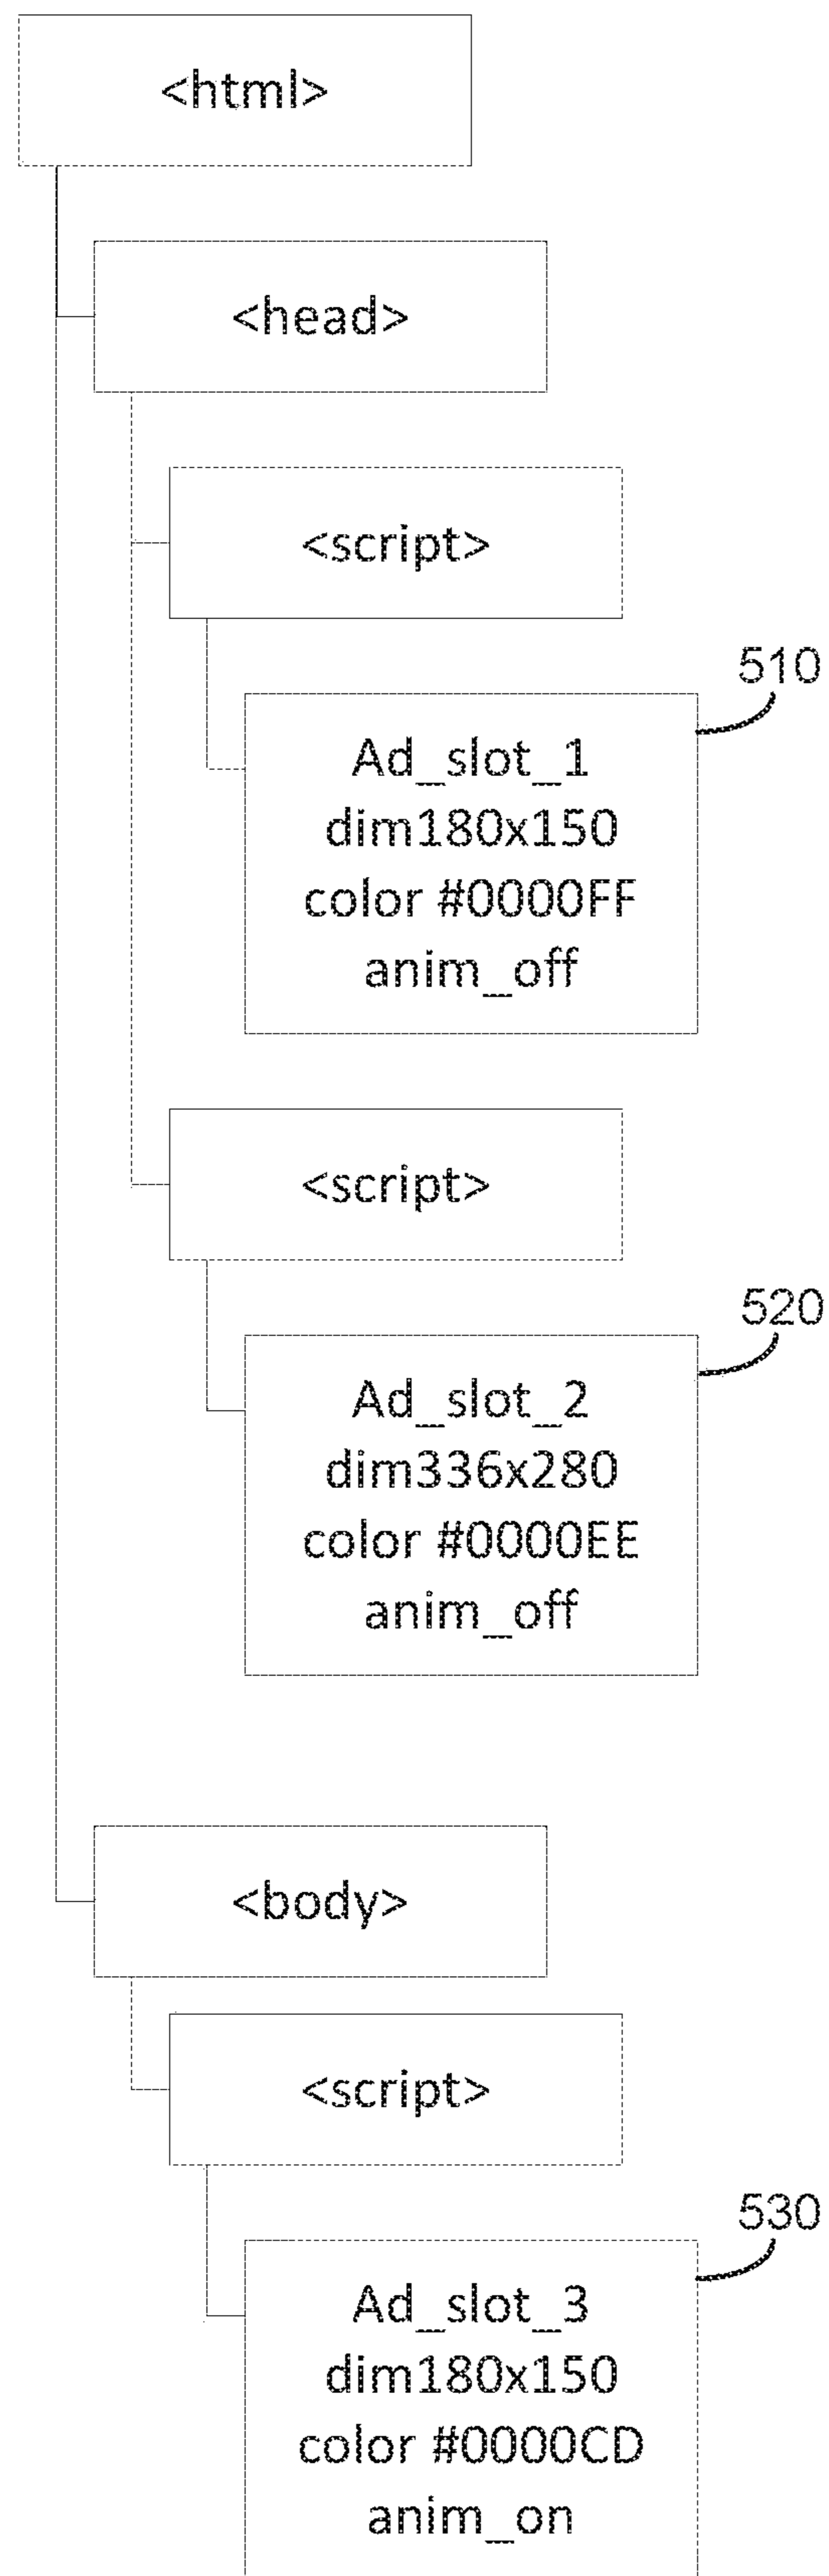 <html>
<head>
<script>
510
Ad_slot_1
dim180x150
color #0000FF
anim_off
<script>
520
Ad_slot_2
dim336x280
color #0000EE
anim_off
<body>
<script>
530
Ad_slot_3
dim180x150
color #0000CD
anim_on